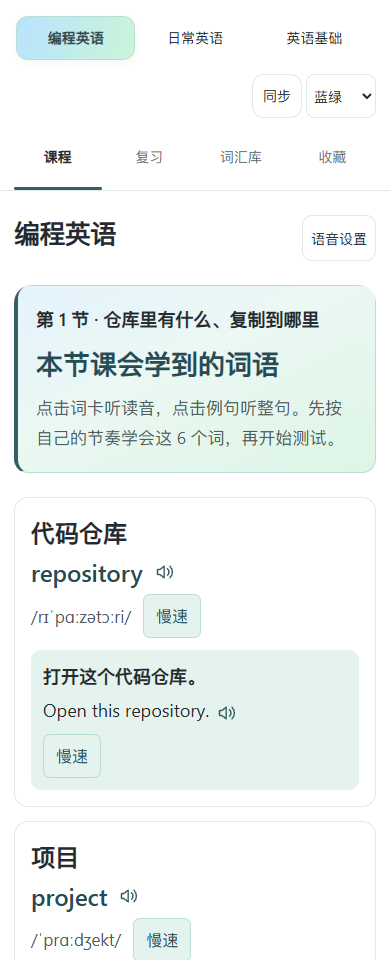 编程英语 日常英语 英语基础
同步 蓝绿
课程 复习 词汇库 收藏
编程英语 语音设置
第 1 节 · 仓库里有什么、复制到哪里
本节课会学到的词语
点击词卡听读音，点击例句听整句。先按
自己的节奏学会这 6 个词，再开始测试。
代码仓库
repository
/rɪˈpɑːzətɔːri/ 慢速
打开这个代码仓库。
Open this repository.
慢速
项目
project
/ˈprɑːdʒekt/ 慢速